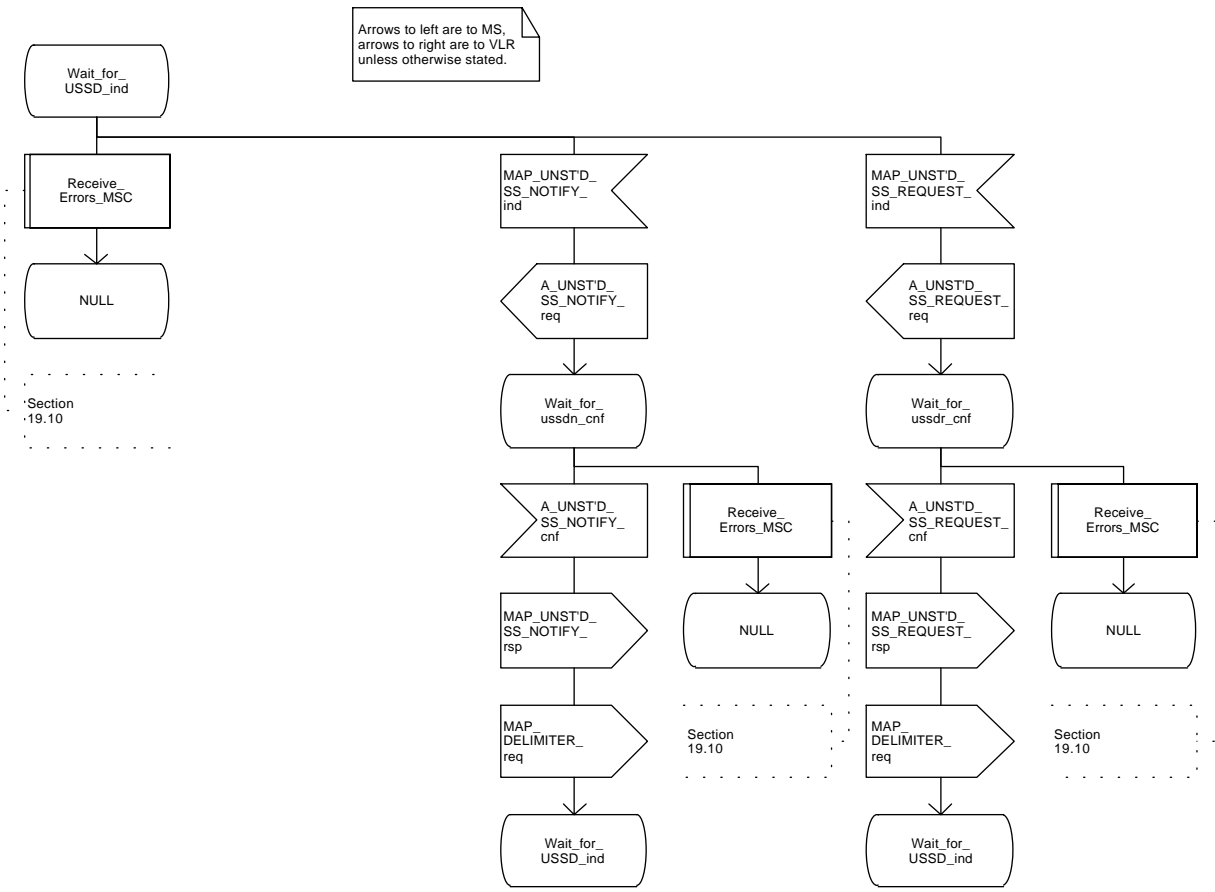 Arrows to left are to MS,
arrows to right are to VLR
unless otherwise stated.
Wait_for_
USSD_ind
Receive_
Errors_MSC
NULL
Section
19.10
MAP_UNST'D_
SS_NOTIFY_
ind
A_UNST'D_
SS_NOTIFY_
req
Wait_for_
ussdn_cnf
A_UNST'D_
SS_NOTIFY_
cnf
MAP_UNST'D_
SS_NOTIFY_
rsp
MAP_
DELIMITER_
req
Wait_for_
USSD_ind
Receive_
Errors_MSC
NULL
Section
19.10
MAP_UNST'D_
SS_REQUEST_
ind
A_UNST'D_
SS_REQUEST_
req
Wait_for_
ussdr_cnf
A_UNST'D_
SS_REQUEST_
cnf
MAP_UNST'D_
SS_REQUEST_
rsp
MAP_
DELIMITER_
req
Wait_for_
USSD_ind
Receive_
Errors_MSC
NULL
Section
19.10